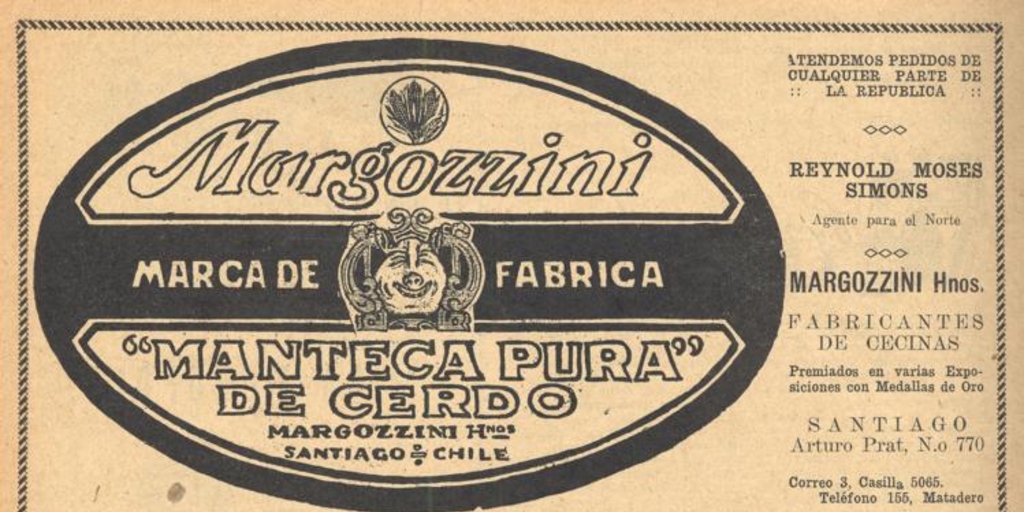 Margozzini
MARCA DE FABRICA
“MANTECA PURA”
DE CERDO
MARGOZZINI Hnos
SANTIAGO DE CHILE
ATENDEMOS PEDIDOS DE
CUALQUIER PARTE DE
:: LA REPUBLICA ::
REYNOLD MOSES
SIMONS
Agente para el Norte
MARGOZZINI Hnos.
FABRICANTES
DE CECINAS
Premiados en varias Expo-
siciones con Medallas de Oro
SANTIAGO
Arturo Prat, N.o 770
Correo 3, Casilla 5065.
Teléfono 155, Matadero